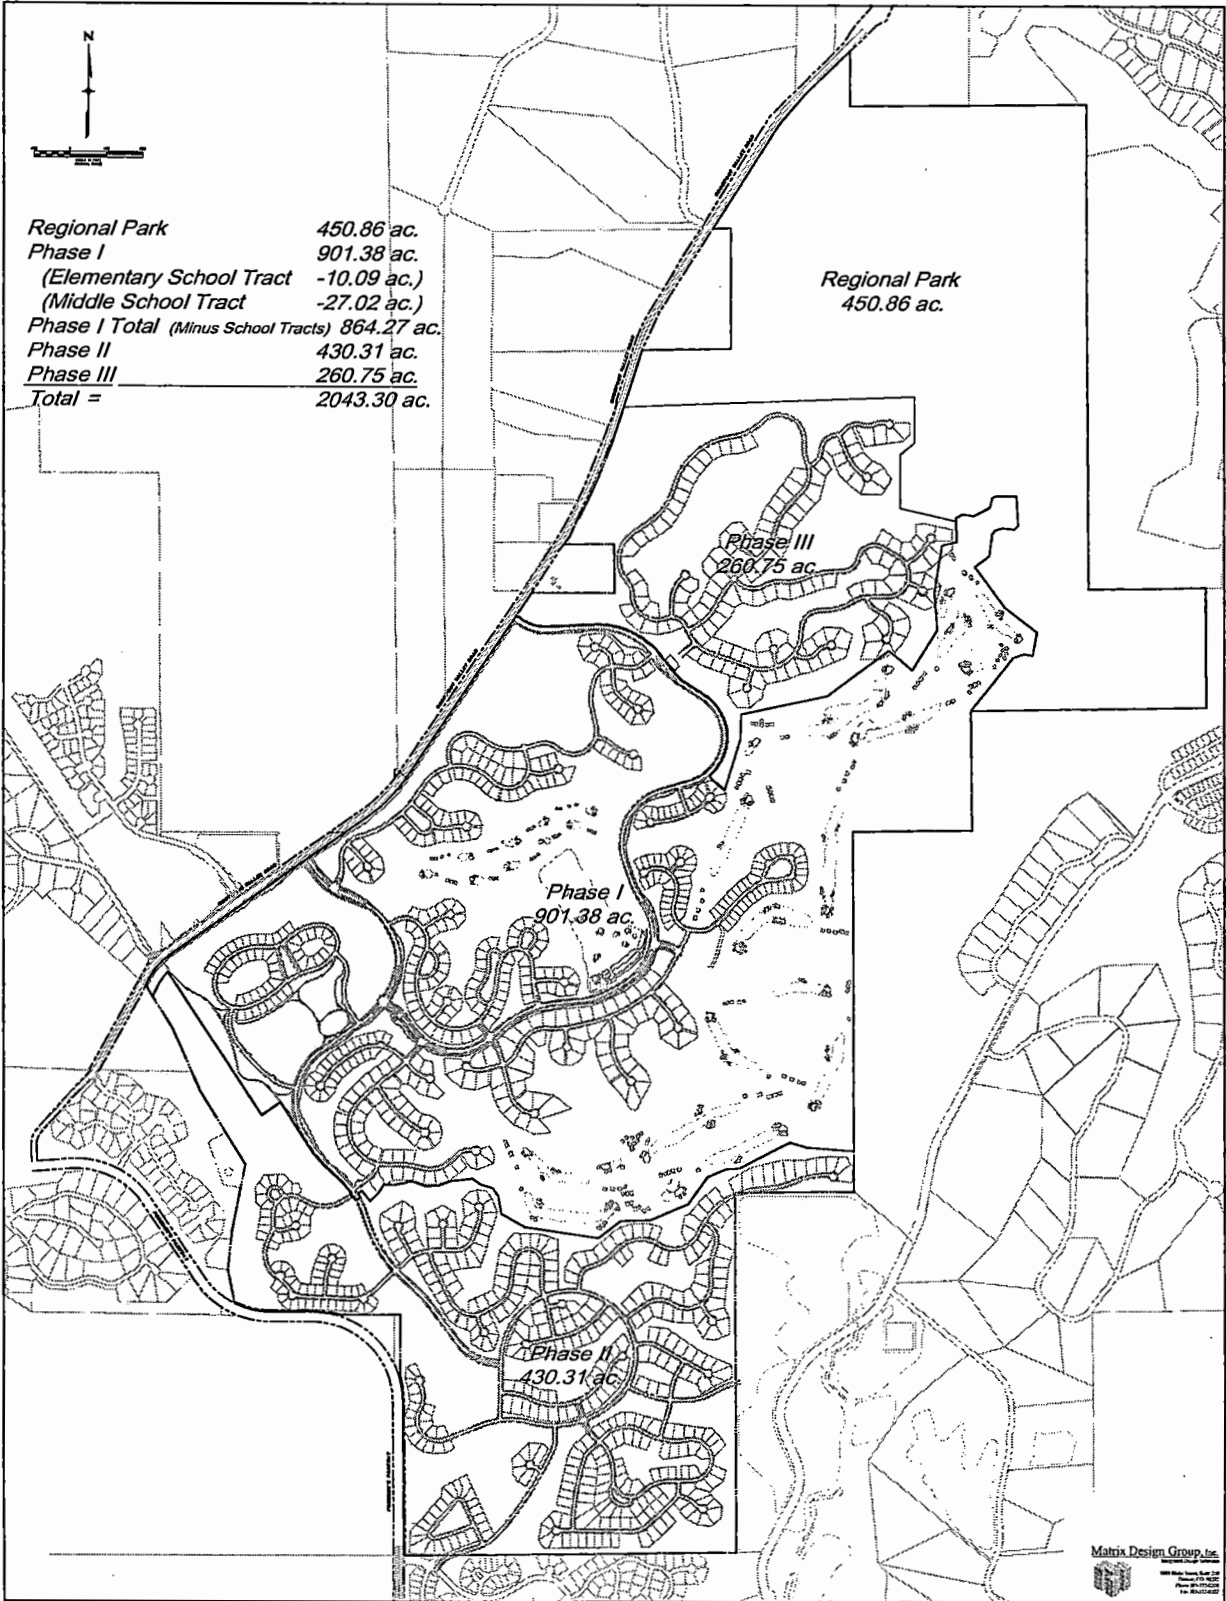 N
Regional Park 450.86 ac.
Phase I 901.38 ac.
(Elementary School Tract -10.09 ac.)
(Middle School Tract -27.02 ac.)
Phase I Total (Minus School Tracts) 864.27 ac.
Phase II 430.31 ac.
Phase III 260.75 ac.
Total = 2043.30 ac.
Regional Park
450.86 ac.
Phase III
260.75 ac.
Phase I
901.38 ac.
Phase II
430.31 ac.
Matrix Design Group, Inc.